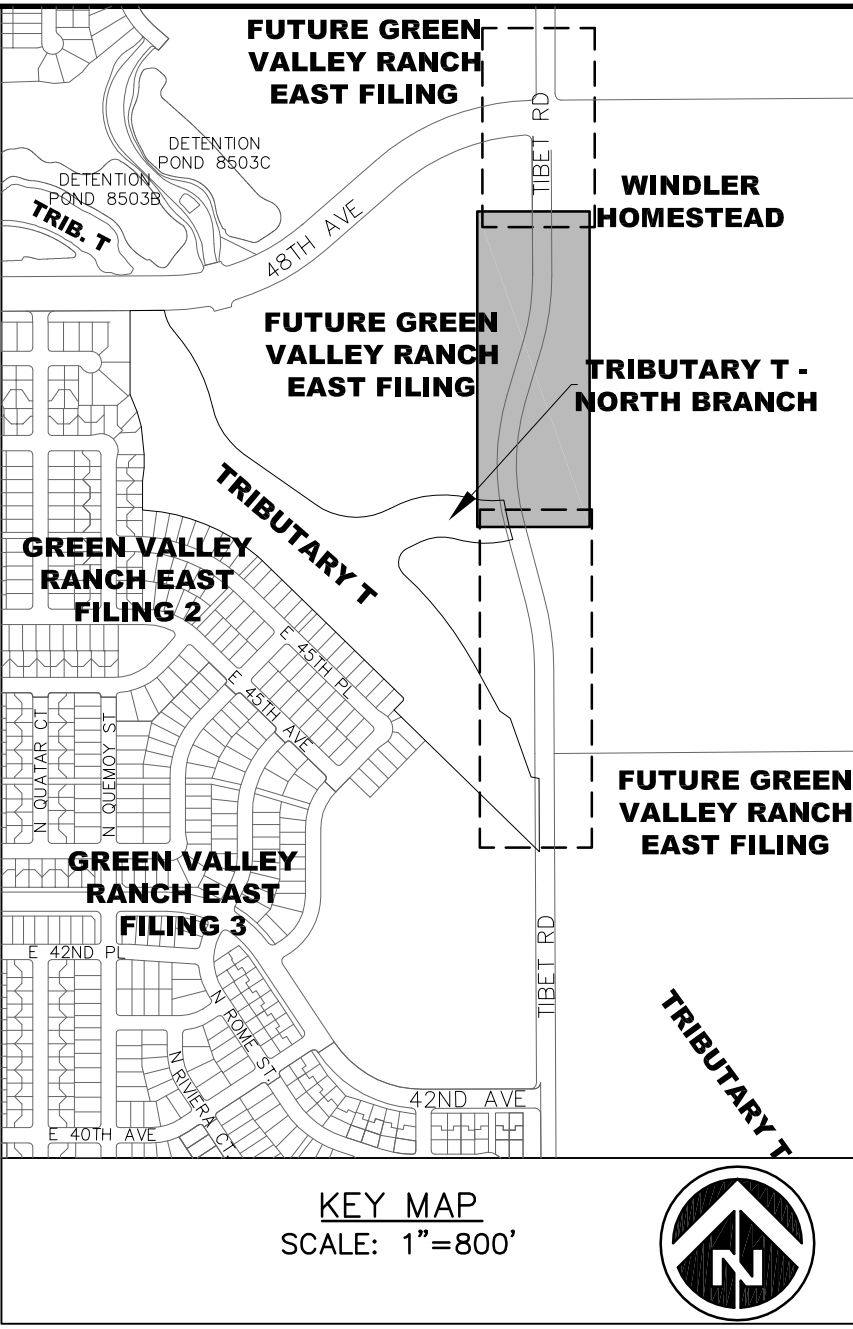 FUTURE GREEN
VALLEY RANCH
EAST FILING
TIBET RD
DETENTION
POND 8503C
DETENTION
POND 8503B
TRIB. T
48TH AVE
WINDLER
HOMESTEAD
FUTURE GREEN
VALLEY RANCH
EAST FILING
TRIBUTARY T -
NORTH BRANCH
TRIBUTARY T
GREEN VALLEY
RANCH EAST
FILING 2
E 45TH PL
E 45TH AVE
N QUATAR CT
N QUEMOY ST
FUTURE GREEN
VALLEY RANCH
EAST FILING
GREEN VALLEY
RANCH EAST
FILING 3
E 42ND PL
TIBET RD
N ROME ST.
N RIVIERA CT.
TRIBUTARY T
42ND AVE
E 40TH AVE
KEY MAP
SCALE: 1"=800'
N